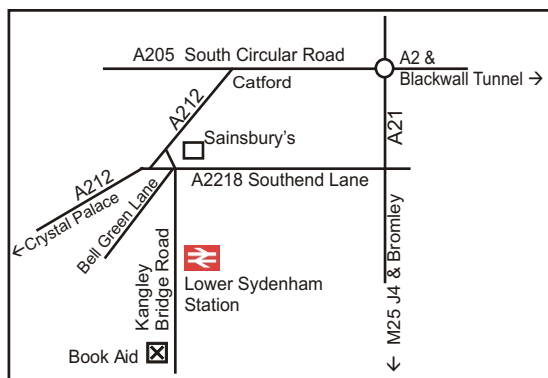 A205 South Circular Road
A2 &
Blackwall Tunnel →
Catford
A212
A21
Sainsbury's
A212
A2218 Southend Lane
←Crystal Palace
Bell Green Lane
Kangley
Bridge Road
Lower Sydenham
Station
← M25 J4 & Bromley
Book Aid